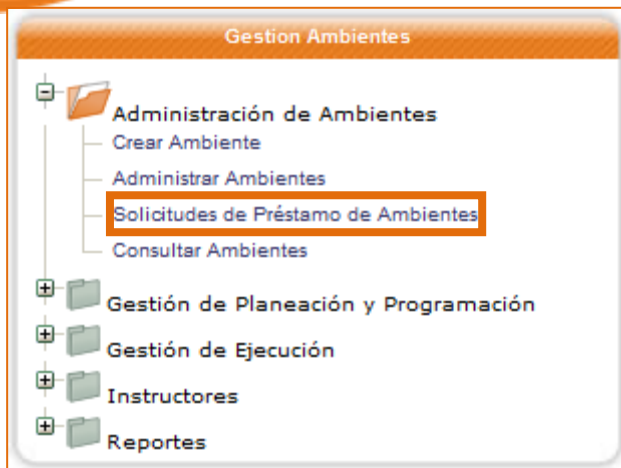 Gestion Ambientes
Administración de Ambientes
Crear Ambiente
Administrar Ambientes
Solicitudes de Préstamo de Ambientes
Consultar Ambientes
Gestión de Planeación y Programación
Gestión de Ejecución
Instructores
Reportes